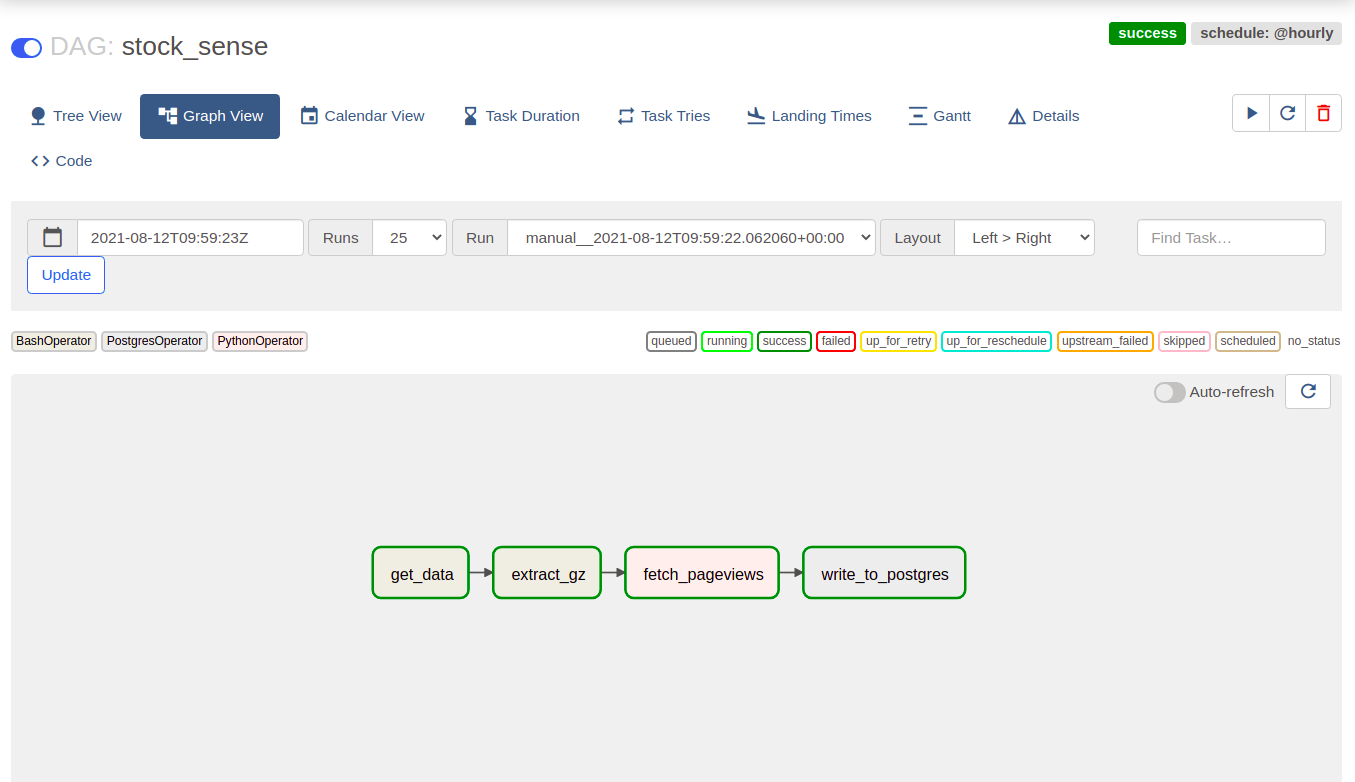 DAG: stock_sense
success schedule: @hourly
Tree View Graph View Calendar View Task Duration Task Tries Landing Times Gantt Details
Code
2021-08-12T09:59:23Z Runs 25 Run manual__2021-08-12T09:59:22.062060+00:00 Layout Left > Right Find Task…
Update
BashOperator PostgresOperator PythonOperator queued running success failed up_for_retry up_for_reschedule upstream_failed skipped scheduled no_status
Auto-refresh
get_data extract_gz fetch_pageviews write_to_postgres